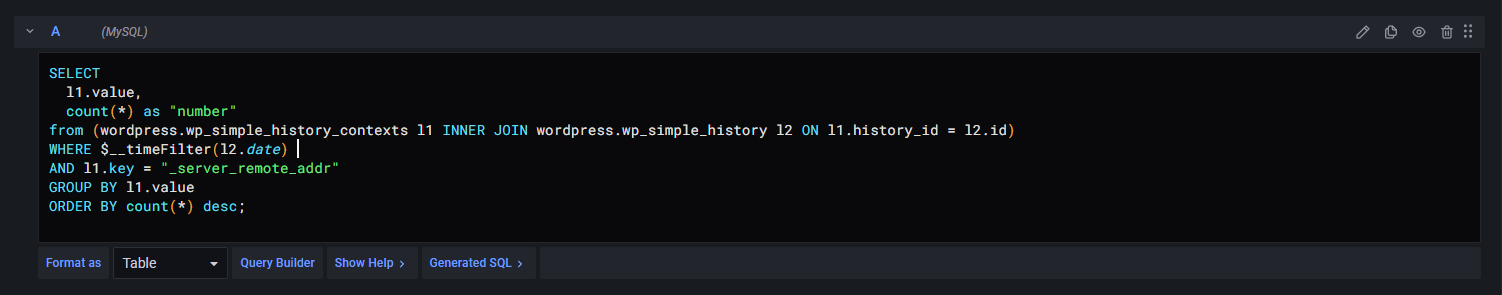 A (MySQL)
SELECT
l1.value,
count(*) as "number"
from (wordpress.wp_simple_history_contexts l1 INNER JOIN wordpress.wp_simple_history l2 ON l1.history_id = l2.id)
WHERE $__timeFilter(l2.date)
AND l1.key = "_server_remote_addr"
GROUP BY l1.value
ORDER BY count(*) desc;
Format as Table Query Builder Show Help > Generated SQL >